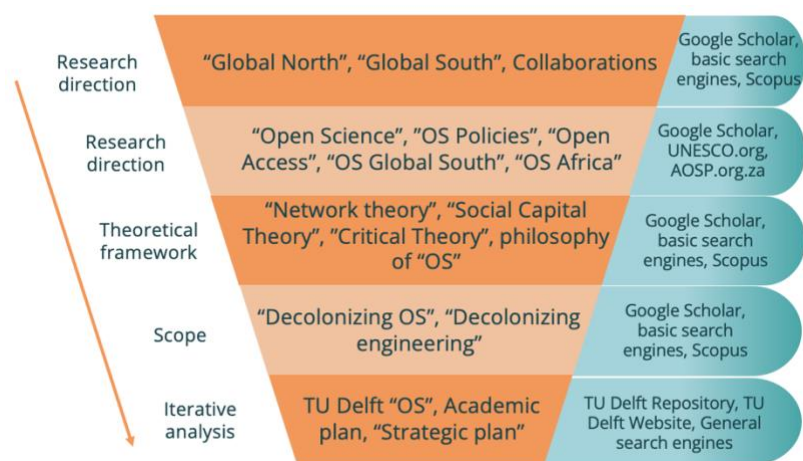 Research
direction
"Global North", "Global South", Collaborations
Google Scholar,
basic search
engines, Scopus
Research
direction
"Open Science", "OS Policies", "Open
Access", "OS Global South", "OS Africa"
Google Scholar,
UNESCO.org,
AOSP.org.za
Theoretical
framework
"Network theory", "Social Capital
Theory", "Critical Theory", philosophy
of "OS"
Google Scholar,
basic search
engines, Scopus
Scope
"Decolonizing OS", "Decolonizing
engineering"
Google Scholar,
basic search
engines, Scopus
Iterative
analysis
TU Delft "OS", Academic
plan, "Strategic plan"
TU Delft Repository, TU
Delft Website, General
search engines